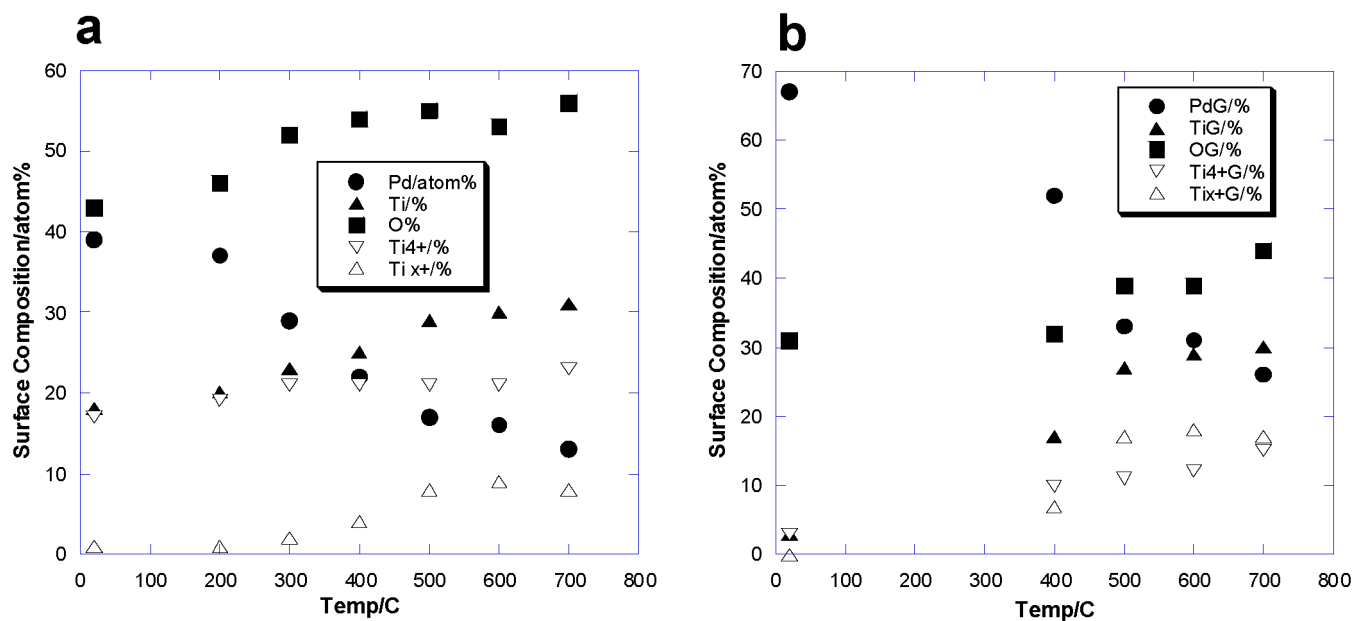 a
60
50
40
30
20
10
0
Surface Composition/atom%
Pd/atom%
Ti/%
O%
Ti4+/%
Ti x+/%
0 100 200 300 400 500 600 700 800
Temp/C
b
70
60
50
40
30
20
10
0
Surface Composition/atom%
PdG/%
TiG/%
OG/%
Ti4+G/%
Tix+G/%
0 100 200 300 400 500 600 700 800
Temp/C